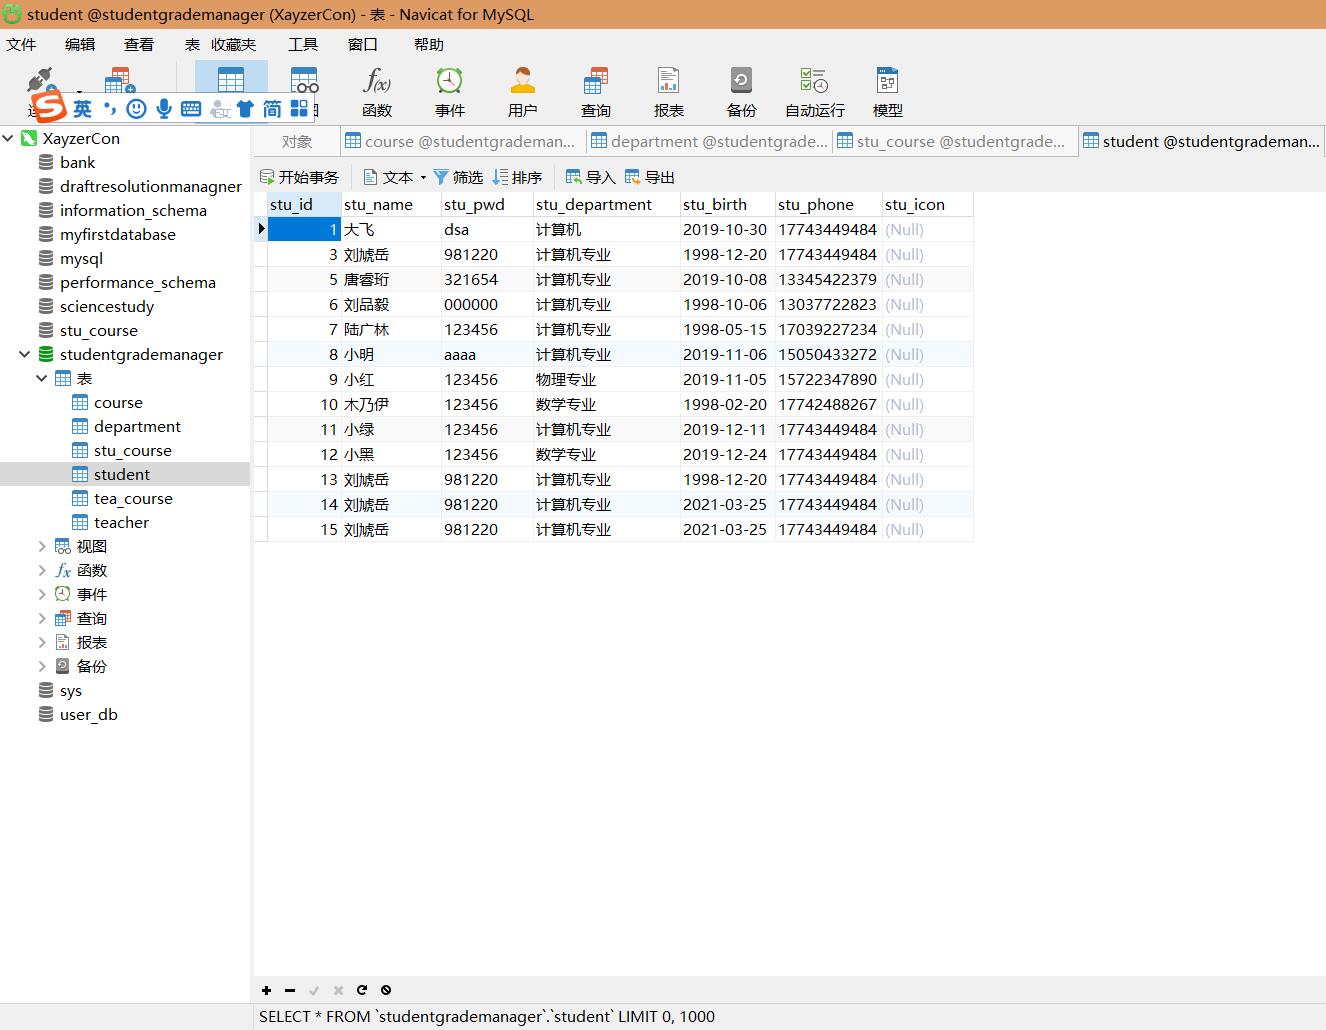 student @studentgrademanager (XayzerCon) - 表 - Navicat for MySQL
文件 编辑 查看 表 收藏夹 工具 窗口 帮助
英 简
函数 事件 用户 查询 报表 备份 自动运行 模型
XayzerCon
bank
draftresolutionmanagner
information_schema
myfirstdatabase
mysql
performance_schema
sciencestudy
stu_course
studentgrademanager
表
course
department
stu_course
student
tea_course
teacher
视图
函数
事件
查询
报表
备份
sys
user_db
对象 course @studentgrademan... department @studentgrade... stu_course @studentgrade... student @studentgrademan...
开始事务 文本 筛选 排序 导入 导出
stu_id stu_name stu_pwd stu_department stu_birth stu_phone stu_icon
1 大飞 dsa 计算机 2019-10-30 17743449484 (Null)
3 刘虓岳 981220 计算机专业 1998-12-20 17743449484 (Null)
5 唐睿珩 321654 计算机专业 2019-10-08 13345422379 (Null)
6 刘品毅 000000 计算机专业 1998-10-06 13037722823 (Null)
7 陆广林 123456 计算机专业 1998-05-15 17039227234 (Null)
8 小明 aaaa 计算机专业 2019-11-06 15050433272 (Null)
9 小红 123456 物理专业 2019-11-05 15722347890 (Null)
10 木乃伊 123456 数学专业 1998-02-20 17742488267 (Null)
11 小绿 123456 计算机专业 2019-12-11 17743449484 (Null)
12 小黑 123456 数学专业 2019-12-24 17743449484 (Null)
13 刘虓岳 981220 计算机专业 1998-12-20 17743449484 (Null)
14 刘虓岳 981220 计算机专业 2021-03-25 17743449484 (Null)
15 刘虓岳 981220 计算机专业 2021-03-25 17743449484 (Null)
SELECT * FROM `studentgrademanager`.`student` LIMIT 0, 1000